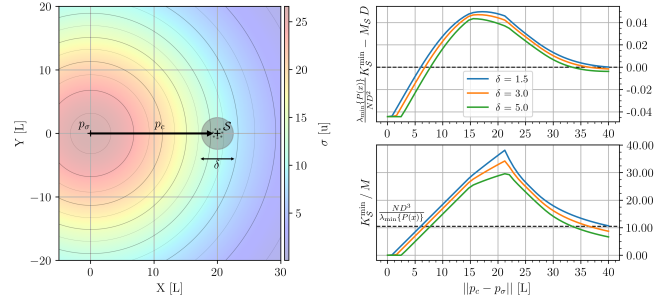 20
10
0
−10
−20
Y [L]
0
10
20
30
X [L]
p_σ
p_c
𝒮
δ
25
20
15
10
5
σ [u]
0.04
0.02
0.00
−0.02
−0.04
K_𝒮^min − M_𝒮 D
λ_min{P(x)} / ND²
δ = 1.5
δ = 3.0
δ = 5.0
0 5 10 15 20 25 30 35 40
40.00
30.00
20.00
10.00
0.00
K_𝒮^min / M
ND³ / λ_min{P(x)}
0 5 10 15 20 25 30 35 40
||p_c − p_σ|| [L]